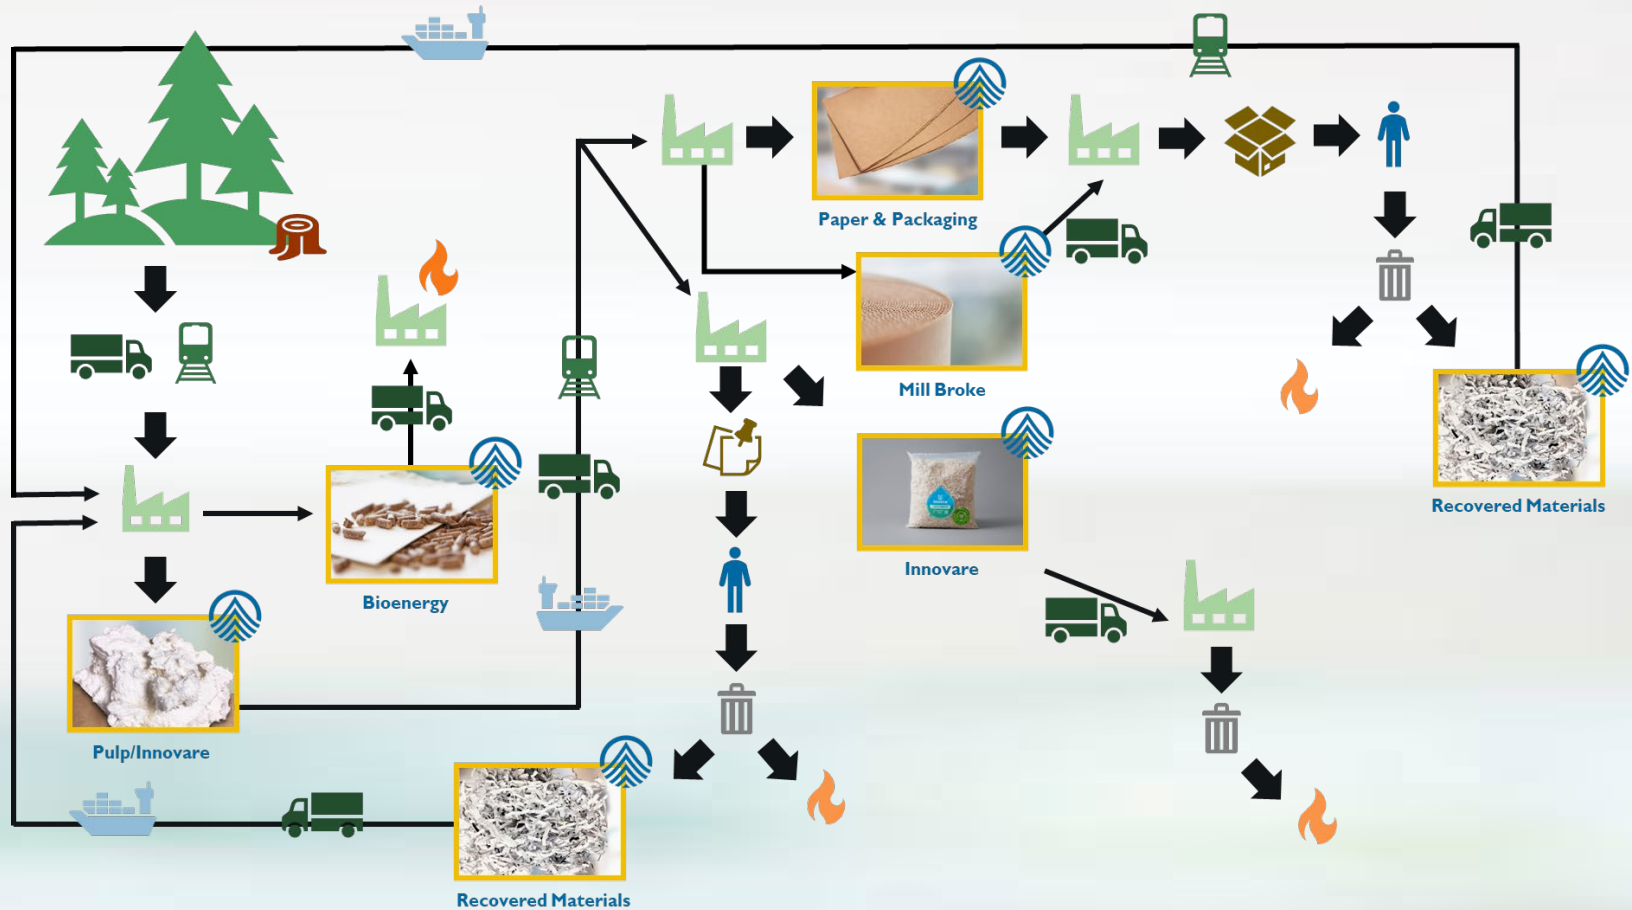 Paper & Packaging
Mill Broke
Recovered Materials
Innovare
Bioenergy
Pulp/Innovare
Recovered Materials